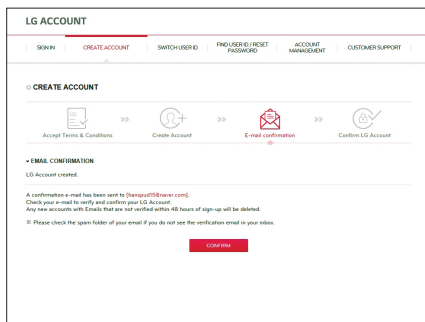 LG ACCOUNT
SIGN IN
CREATE ACCOUNT
SWITCH USER ID
FIND USER ID / RESET
PASSWORD
ACCOUNT
MANAGEMENT
CUSTOMER SUPPORT
CREATE ACCOUNT
LG
Accept Terms & Conditions
Create Account
E-mail confirmation
Confirm LG Account
EMAIL CONFIRMATION
LG Account created.
A confirmation e-mail has been sent to
Check your e-mail to verify and confirm your LG Account.
Any new accounts with Emails that are not verified within 48 hours of sign-up will be deleted.
※ Please check the spam folder of your email if you do not see the verification email in your inbox.
CONFIRM